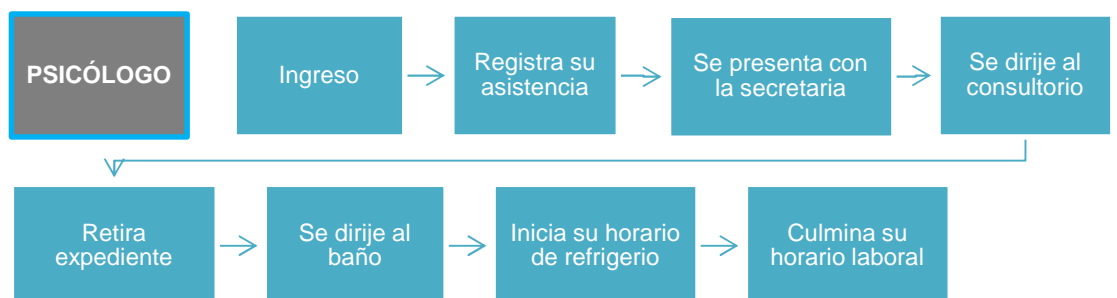 PSICÓLOGO
Ingreso
Registra su
asistencia
Se presenta con
la secretaria
Se dirije al
consultorio
Retira
expediente
Se dirije al
baño
Inicia su horario
de refrigerio
Culmina su
horario laboral